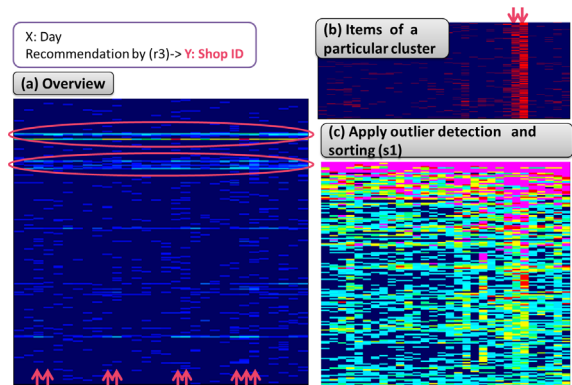 X: Day
Recommendation by (r3)-> Y: Shop ID
(a) Overview
(b) Items of a
particular cluster
(c) Apply outlier detection and
sorting (s1)